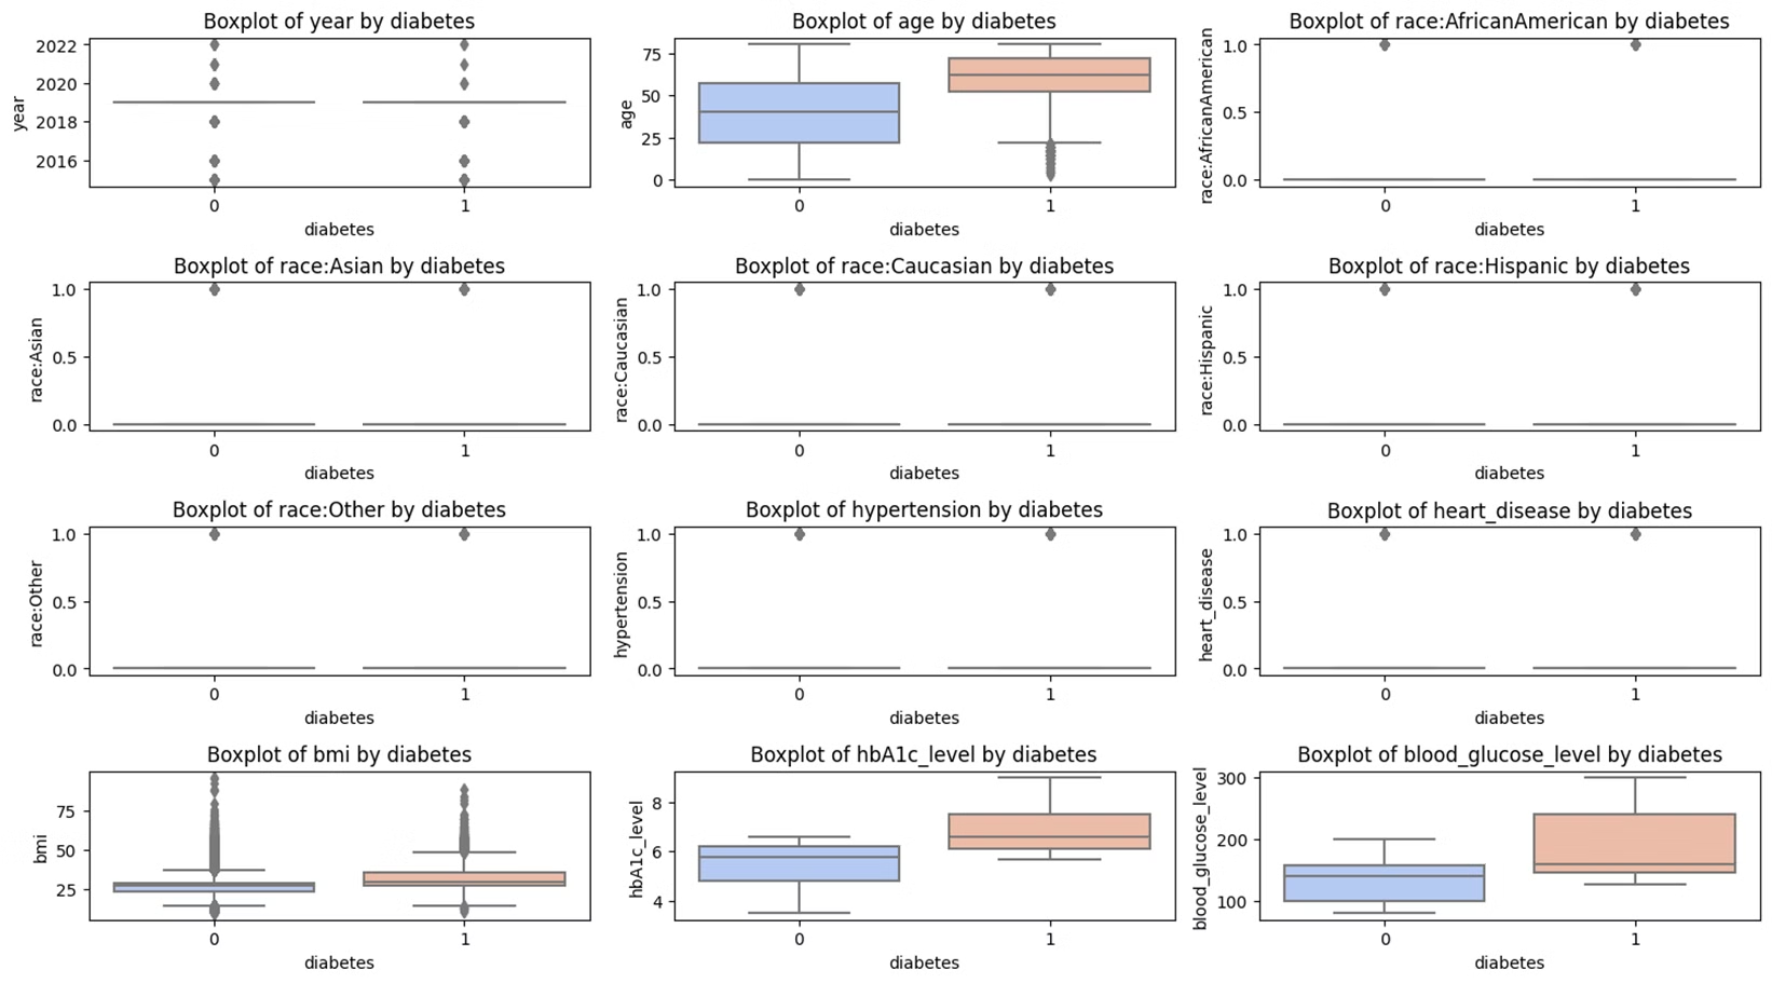 Boxplot of year by diabetes
2022
2020
2018
2016
year
0 1
diabetes
Boxplot of age by diabetes
75
50
25
0
age
0 1
diabetes
Boxplot of race:AfricanAmerican by diabetes
1.0
0.5
0.0
race:AfricanAmerican
0 1
diabetes
Boxplot of race:Asian by diabetes
1.0
0.5
0.0
race:Asian
0 1
diabetes
Boxplot of race:Caucasian by diabetes
1.0
0.5
0.0
race:Caucasian
0 1
diabetes
Boxplot of race:Hispanic by diabetes
1.0
0.5
0.0
race:Hispanic
0 1
diabetes
Boxplot of race:Other by diabetes
1.0
0.5
0.0
race:Other
0 1
diabetes
Boxplot of hypertension by diabetes
1.0
0.5
0.0
hypertension
0 1
diabetes
Boxplot of heart_disease by diabetes
1.0
0.5
0.0
heart_disease
0 1
diabetes
Boxplot of bmi by diabetes
75
50
25
bmi
0 1
diabetes
Boxplot of hbA1c_level by diabetes
8
6
4
hbA1c_level
0 1
diabetes
Boxplot of blood_glucose_level by diabetes
300
200
100
blood_glucose_level
0 1
diabetes